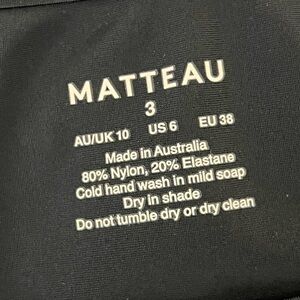 MATTEAU
3
AU/UK 10 US 6 EU 38
Made in Australia
80% Nylon, 20% Elastane
Cold hand wash in mild soap
Dry in shade
Do not tumble dry or dry clean